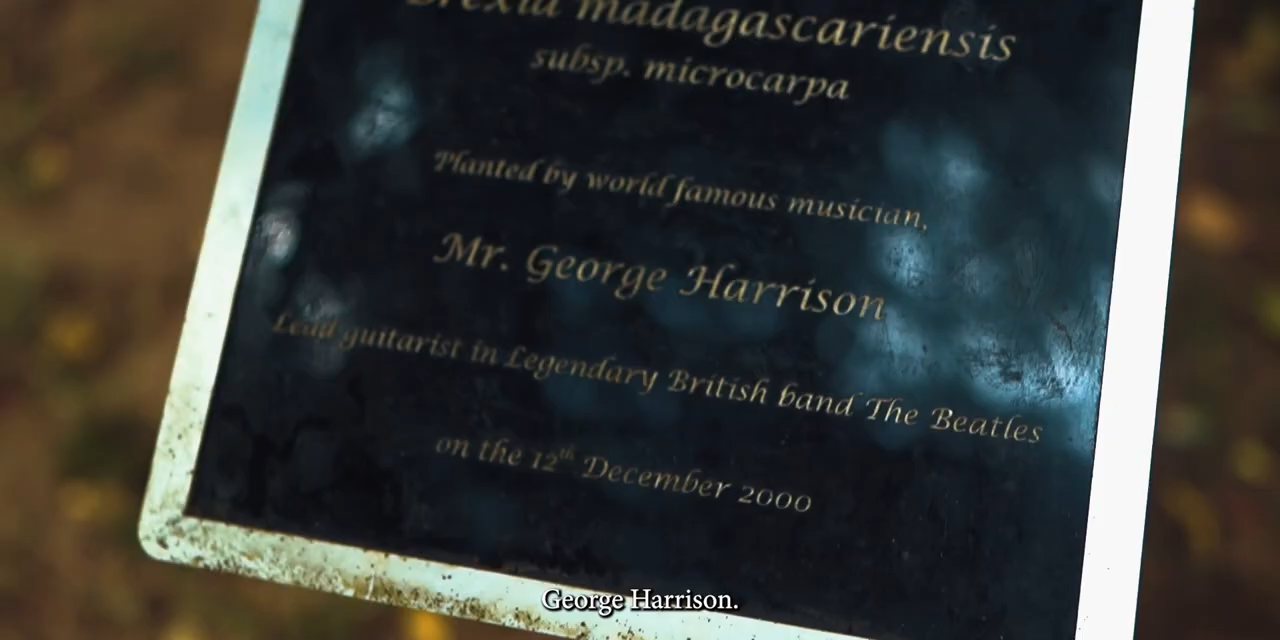 Brexia madagascariensis
subsp. microcarpa
Planted by world famous musician,
Mr. George Harrison
Lead guitarist in Legendary British band The Beatles
on the 12th December 2000
George Harrison.